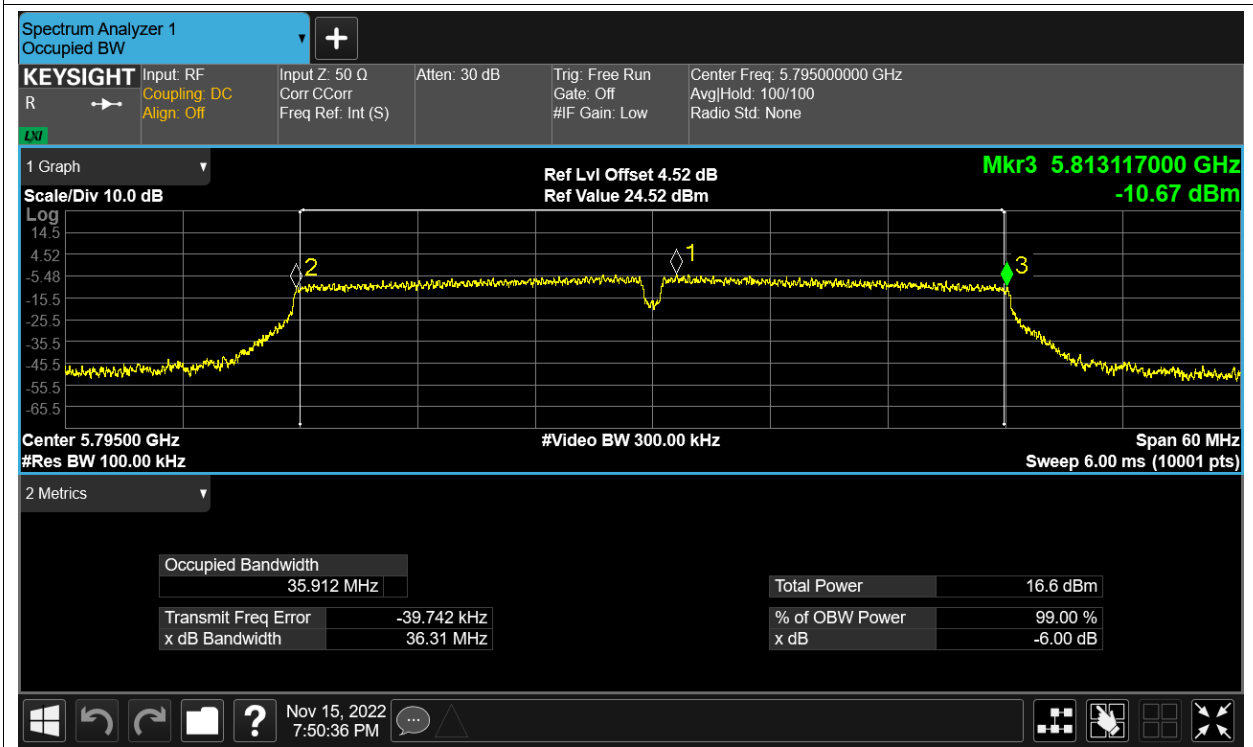 Spectrum Analyzer 1
Occupied BW
KEYSIGHT
R
LXI
Input: RF
Coupling: DC
Align: Off
Input Z: 50 Ω
Corr CCorr
Freq Ref: Int (S)
Atten: 30 dB
Trig: Free Run
Gate: Off
#IF Gain: Low
Center Freq: 5.795000000 GHz
Avg|Hold: 100/100
Radio Std: None
1 Graph
Scale/Div 10.0 dB
Ref Lvl Offset 4.52 dB
Ref Value 24.52 dBm
Mkr3 5.813117000 GHz
-10.67 dBm
Log
14.5
4.52
-5.48
-15.5
-25.5
-35.5
-45.5
-55.5
-65.5
2
1
3
Center 5.79500 GHz
#Video BW 300.00 kHz
Span 60 MHz
#Res BW 100.00 kHz
Sweep 6.00 ms (10001 pts)
2 Metrics
Occupied Bandwidth
35.912 MHz
Total Power 16.6 dBm
Transmit Freq Error -39.742 kHz
% of OBW Power 99.00 %
x dB Bandwidth 36.31 MHz
x dB -6.00 dB
?
Nov 15, 2022
7:50:36 PM